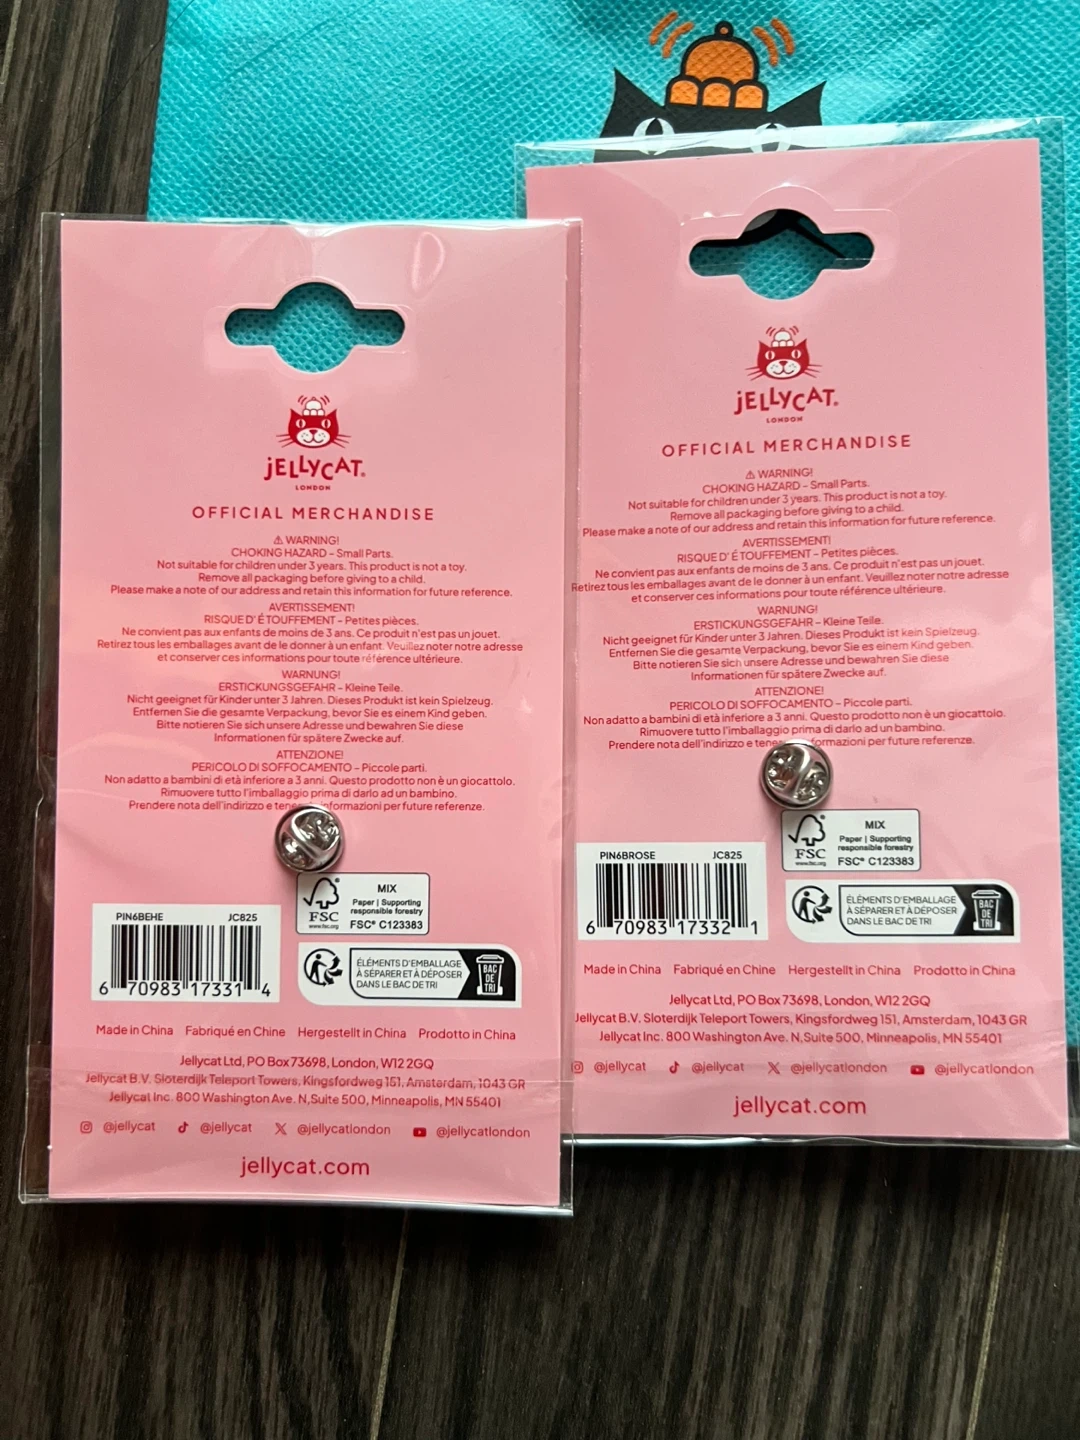 JELLYCAT®
LONDON
OFFICIAL MERCHANDISE
⚠ WARNING!
CHOKING HAZARD – Small Parts.
Not suitable for children under 3 years. This product is not a toy.
Remove all packaging before giving to a child.
Please make a note of our address and retain this information for future reference.
AVERTISSEMENT!
RISQUE D' É TOUFFEMENT – Petites pièces.
Ne convient pas aux enfants de moins de 3 ans. Ce produit n'est pas un jouet.
Retirez tous les emballages avant de le donner à un enfant. Veuillez noter notre adresse
et conserver ces informations pour toute référence ultérieure.
WARNUNG!
ERSTICKUNGSGEFAHR – Kleine Teile.
Nicht geeignet für Kinder unter 3 Jahren. Dieses Produkt ist kein Spielzeug.
Entfernen Sie die gesamte Verpackung, bevor Sie es einem Kind geben.
Bitte notieren Sie sich unsere Adresse und bewahren Sie diese
Informationen für spätere Zwecke auf.
ATTENZIONE!
PERICOLO DI SOFFOCAMENTO – Piccole parti.
Non adatto a bambini di età inferiore a 3 anni. Questo prodotto non è un giocattolo.
Rimuovere tutto l'imballaggio prima di darlo ad un bambino.
Prendere nota dell'indirizzo e informazioni per future referenze.
FSC
www.fsc.org
MIX
Paper | Supporting
responsible forestry
FSC® C123383
PIN6BEHE JC825
6 70983 17331 4
ÉLÉMENTS D'EMBALLAGE
À SÉPARER ET À DÉPOSER
DANS LE BAC DE TRI
BAC
DE
TRI
Made in China Fabriqué en Chine Hergestellt in China Prodotto in China
Jellycat Ltd, PO Box 73698, London, W12 2GQ
Jellycat B.V. Sloterdijk Teleport Towers, Kingsfordweg 151, Amsterdam, 1043 GR
Jellycat Inc. 800 Washington Ave. N, Suite 500, Minneapolis, MN 55401
@jellycat @jellycat @jellycatlondon @jellycatlondon
jellycat.com
JELLYCAT®
LONDON
OFFICIAL MERCHANDISE
⚠ WARNING!
CHOKING HAZARD – Small Parts.
Not suitable for children under 3 years. This product is not a toy.
Remove all packaging before giving to a child.
Please make a note of our address and retain this information for future reference.
AVERTISSEMENT!
RISQUE D' É TOUFFEMENT – Petites pièces.
Ne convient pas aux enfants de moins de 3 ans. Ce produit n'est pas un jouet.
Retirez tous les emballages avant de le donner à un enfant. Veuillez noter notre adresse
et conserver ces informations pour toute référence ultérieure.
WARNUNG!
ERSTICKUNGSGEFAHR – Kleine Teile.
Nicht geeignet für Kinder unter 3 Jahren. Dieses Produkt ist kein Spielzeug.
Entfernen Sie die gesamte Verpackung, bevor Sie es einem Kind geben.
Bitte notieren Sie sich unsere Adresse und bewahren Sie diese
Informationen für spätere Zwecke auf.
ATTENZIONE!
PERICOLO DI SOFFOCAMENTO – Piccole parti.
Non adatto a bambini di età inferiore a 3 anni. Questo prodotto non è un giocattolo.
Rimuovere tutto l'imballaggio prima di darlo ad un bambino.
Prendere nota dell'indirizzo e per future referenze.
FSC
www.fsc.org
MIX
Paper | Supporting
responsible forestry
FSC® C123383
PIN6BROSE JC825
6 70983 17332 1
ÉLÉMENTS D'EMBALLAGE
À SÉPARER ET À DÉPOSER
DANS LE BAC DE TRI
BAC
DE
TRI
Made in China Fabriqué en Chine Hergestellt in China Prodotto in China
Jellycat Ltd, PO Box 73698, London, W12 2GQ
Jellycat B.V. Sloterdijk Teleport Towers, Kingsfordweg 151, Amsterdam, 1043 GR
Jellycat Inc. 800 Washington Ave. N, Suite 500, Minneapolis, MN 55401
@jellycat @jellycat @jellycatlondon @jellycatlondon
jellycat.com